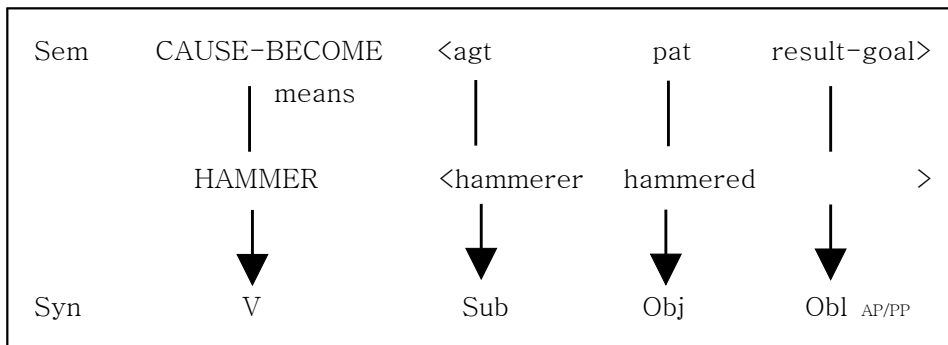 Sem CAUSE-BECOME <agt pat result-goal>
means
HAMMER <hammerer hammered >
Syn V Sub Obj Obl AP/PP